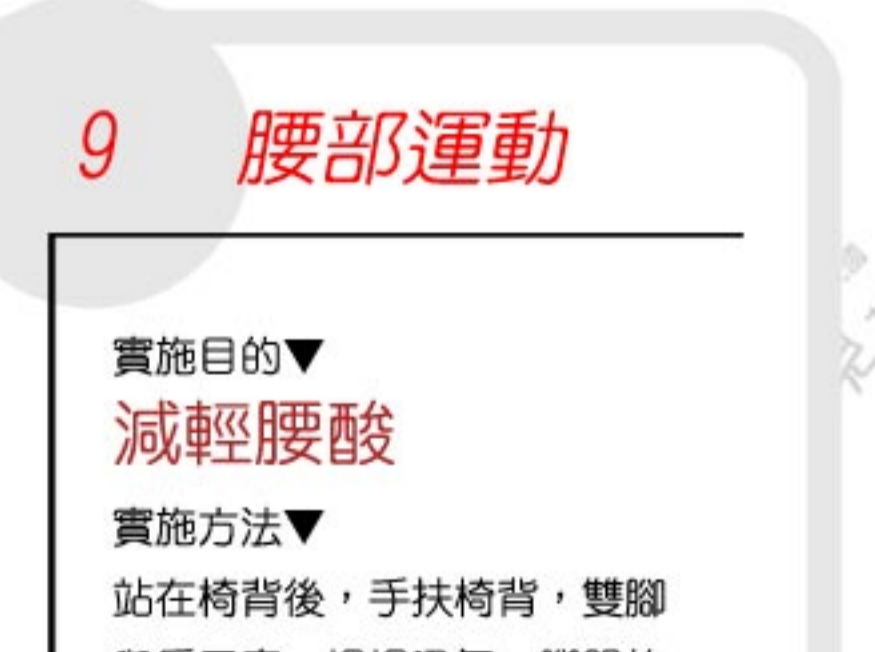 9 腰部運動
實施目的▼
減輕腰酸
實施方法▼
站在椅背後，手扶椅背，雙腳